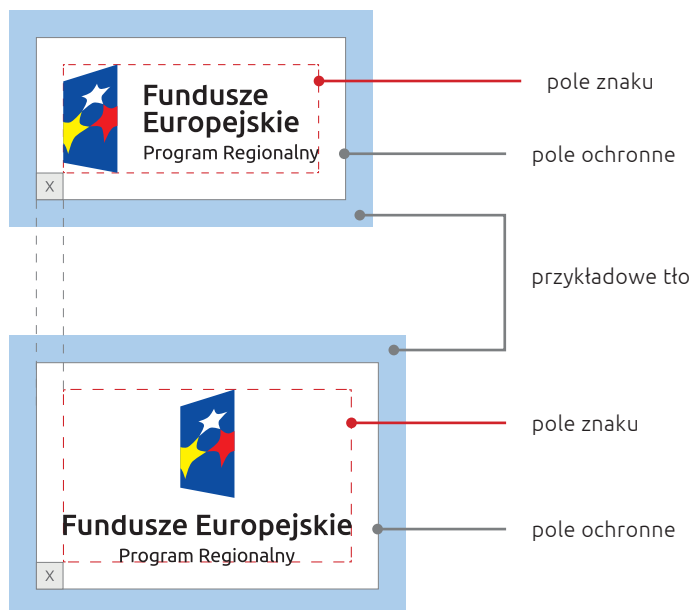 Fundusze
Europejskie
Program Regionalny
X
pole znaku
pole ochronne
przykładowe tło
Fundusze Europejskie
Program Regionalny
X
pole znaku
pole ochronne